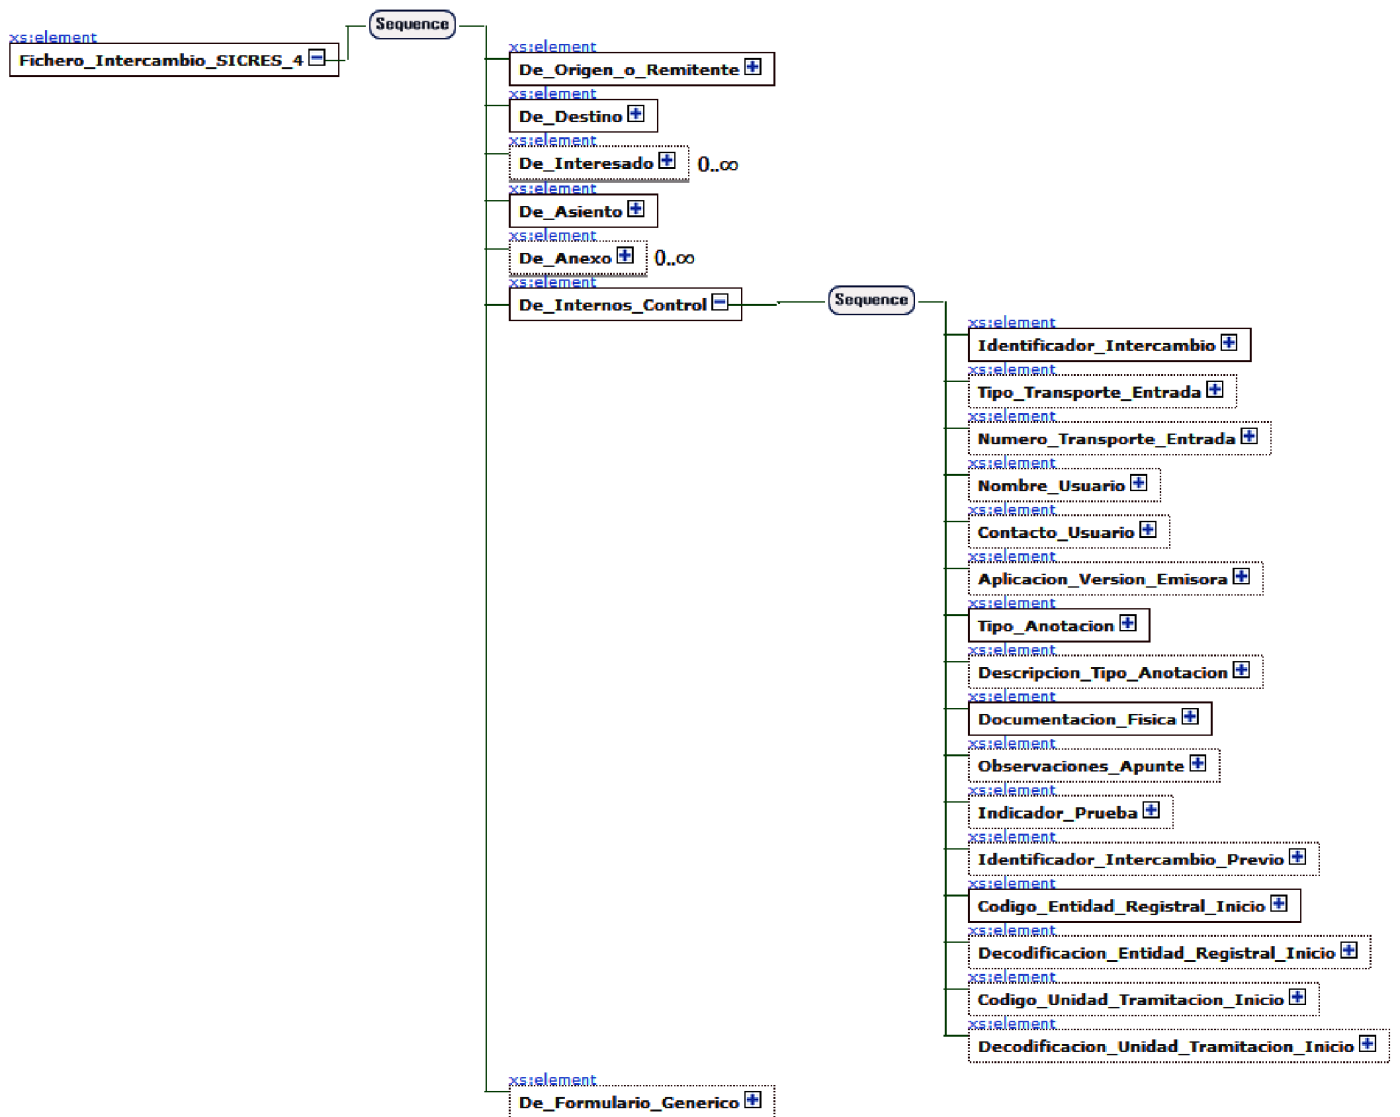 Sequence
xs:element
Fichero_Intercambio_SICRES_4
xs:element
De_Origen_o_Remitente
xs:element
De_Destino
xs:element
De_Interesado 0..∞
xs:element
De_Asiento
xs:element
De_Anexo 0..∞
xs:element
De_Internos_Control
Sequence
xs:element
Identificador_Intercambio
xs:element
Tipo_Transporte_Entrada
xs:element
Numero_Transporte_Entrada
xs:element
Nombre_Usuario
xs:element
Contacto_Usuario
xs:element
Aplicacion_Version_Emisora
xs:element
Tipo_Anotacion
xs:element
Descripcion_Tipo_Anotacion
xs:element
Documentacion_Fisica
xs:element
Observaciones_Apunte
xs:element
Indicador_Prueba
xs:element
Identificador_Intercambio_Previo
xs:element
Codigo_Entidad_Registral_Inicio
xs:element
Decodificacion_Entidad_Registral_Inicio
xs:element
Codigo_Unidad_Tramitacion_Inicio
xs:element
Decodificacion_Unidad_Tramitacion_Inicio
xs:element
De_Formulario_Generico